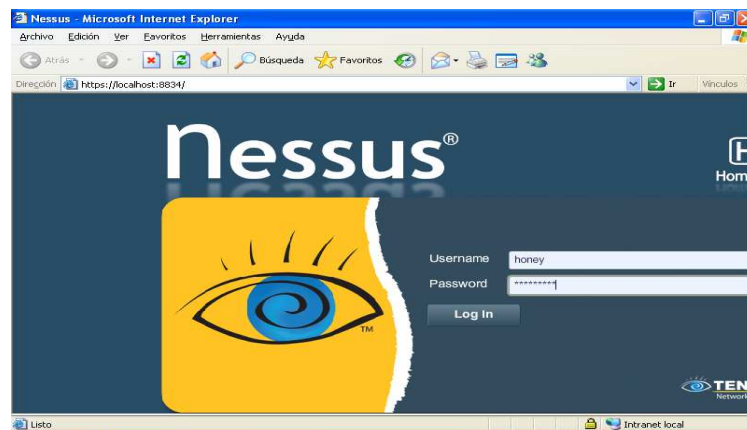 Nessus - Microsoft Internet Explorer
Archivo Edición Ver Favoritos Herramientas Ayuda
Atrás Búsqueda Favoritos
Dirección https://localhost:8834/ Ir Vínculos
Nessus®
H
Hom
Username honey
Password *********
Log In
TM
TEN
Network
Listo Intranet local